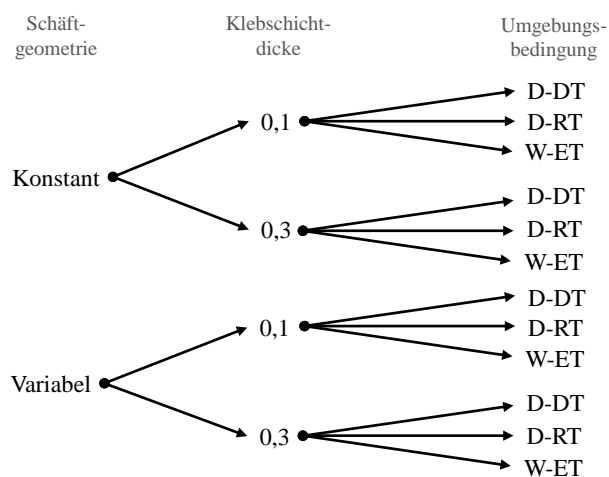 Schäft-
geometrie
Klebschicht-
dicke
Umgebungs-
bedingung
Konstant
0,1
D-DT
D-RT
W-ET
0,3
D-DT
D-RT
W-ET
Variabel
0,1
D-DT
D-RT
W-ET
0,3
D-DT
D-RT
W-ET